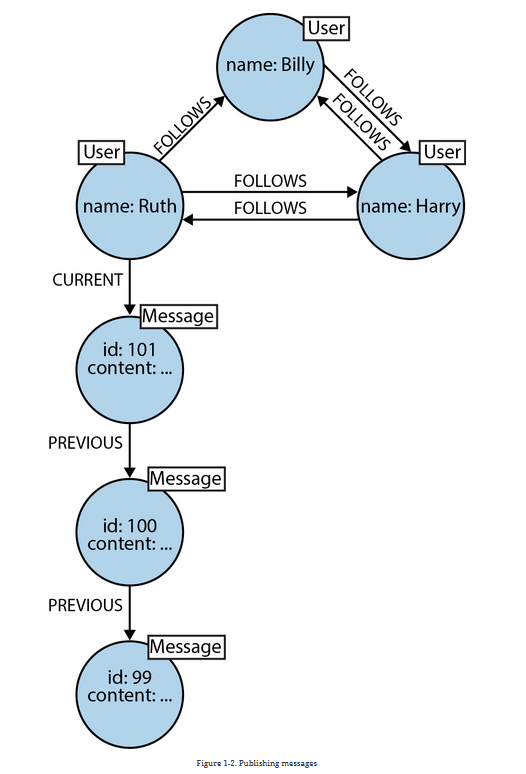 User
name: Billy
FOLLOWS
FOLLOWS
FOLLOWS
User
User
name: Ruth
FOLLOWS
FOLLOWS
name: Harry
CURRENT
Message
id: 101
content: ...
PREVIOUS
Message
id: 100
content: ...
PREVIOUS
Message
id: 99
content: ...
Figure 1-2. Publishing messages